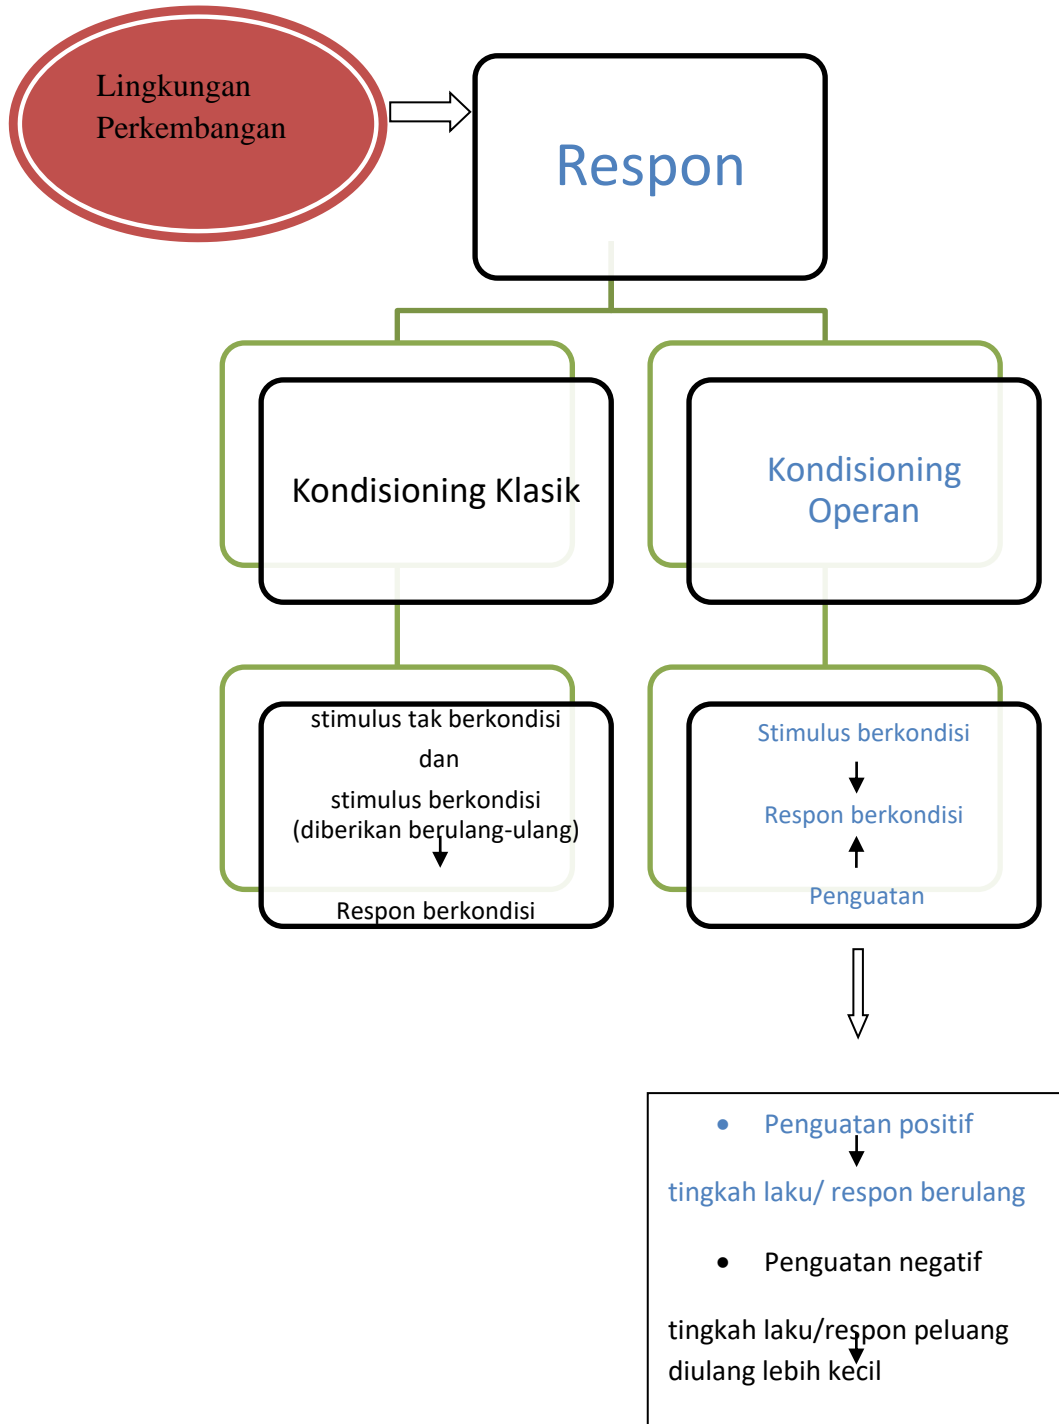 Lingkungan
Perkembangan
Respon
Kondisioning Klasik
Kondisioning
Operan
stimulus tak berkondisi
dan
stimulus berkondisi
(diberikan berulang-ulang)
Respon berkondisi
Stimulus berkondisi
Respon berkondisi
Penguatan
• Penguatan positif
tingkah laku/ respon berulang
• Penguatan negatif
tingkah laku/respon peluang
diulang lebih kecil